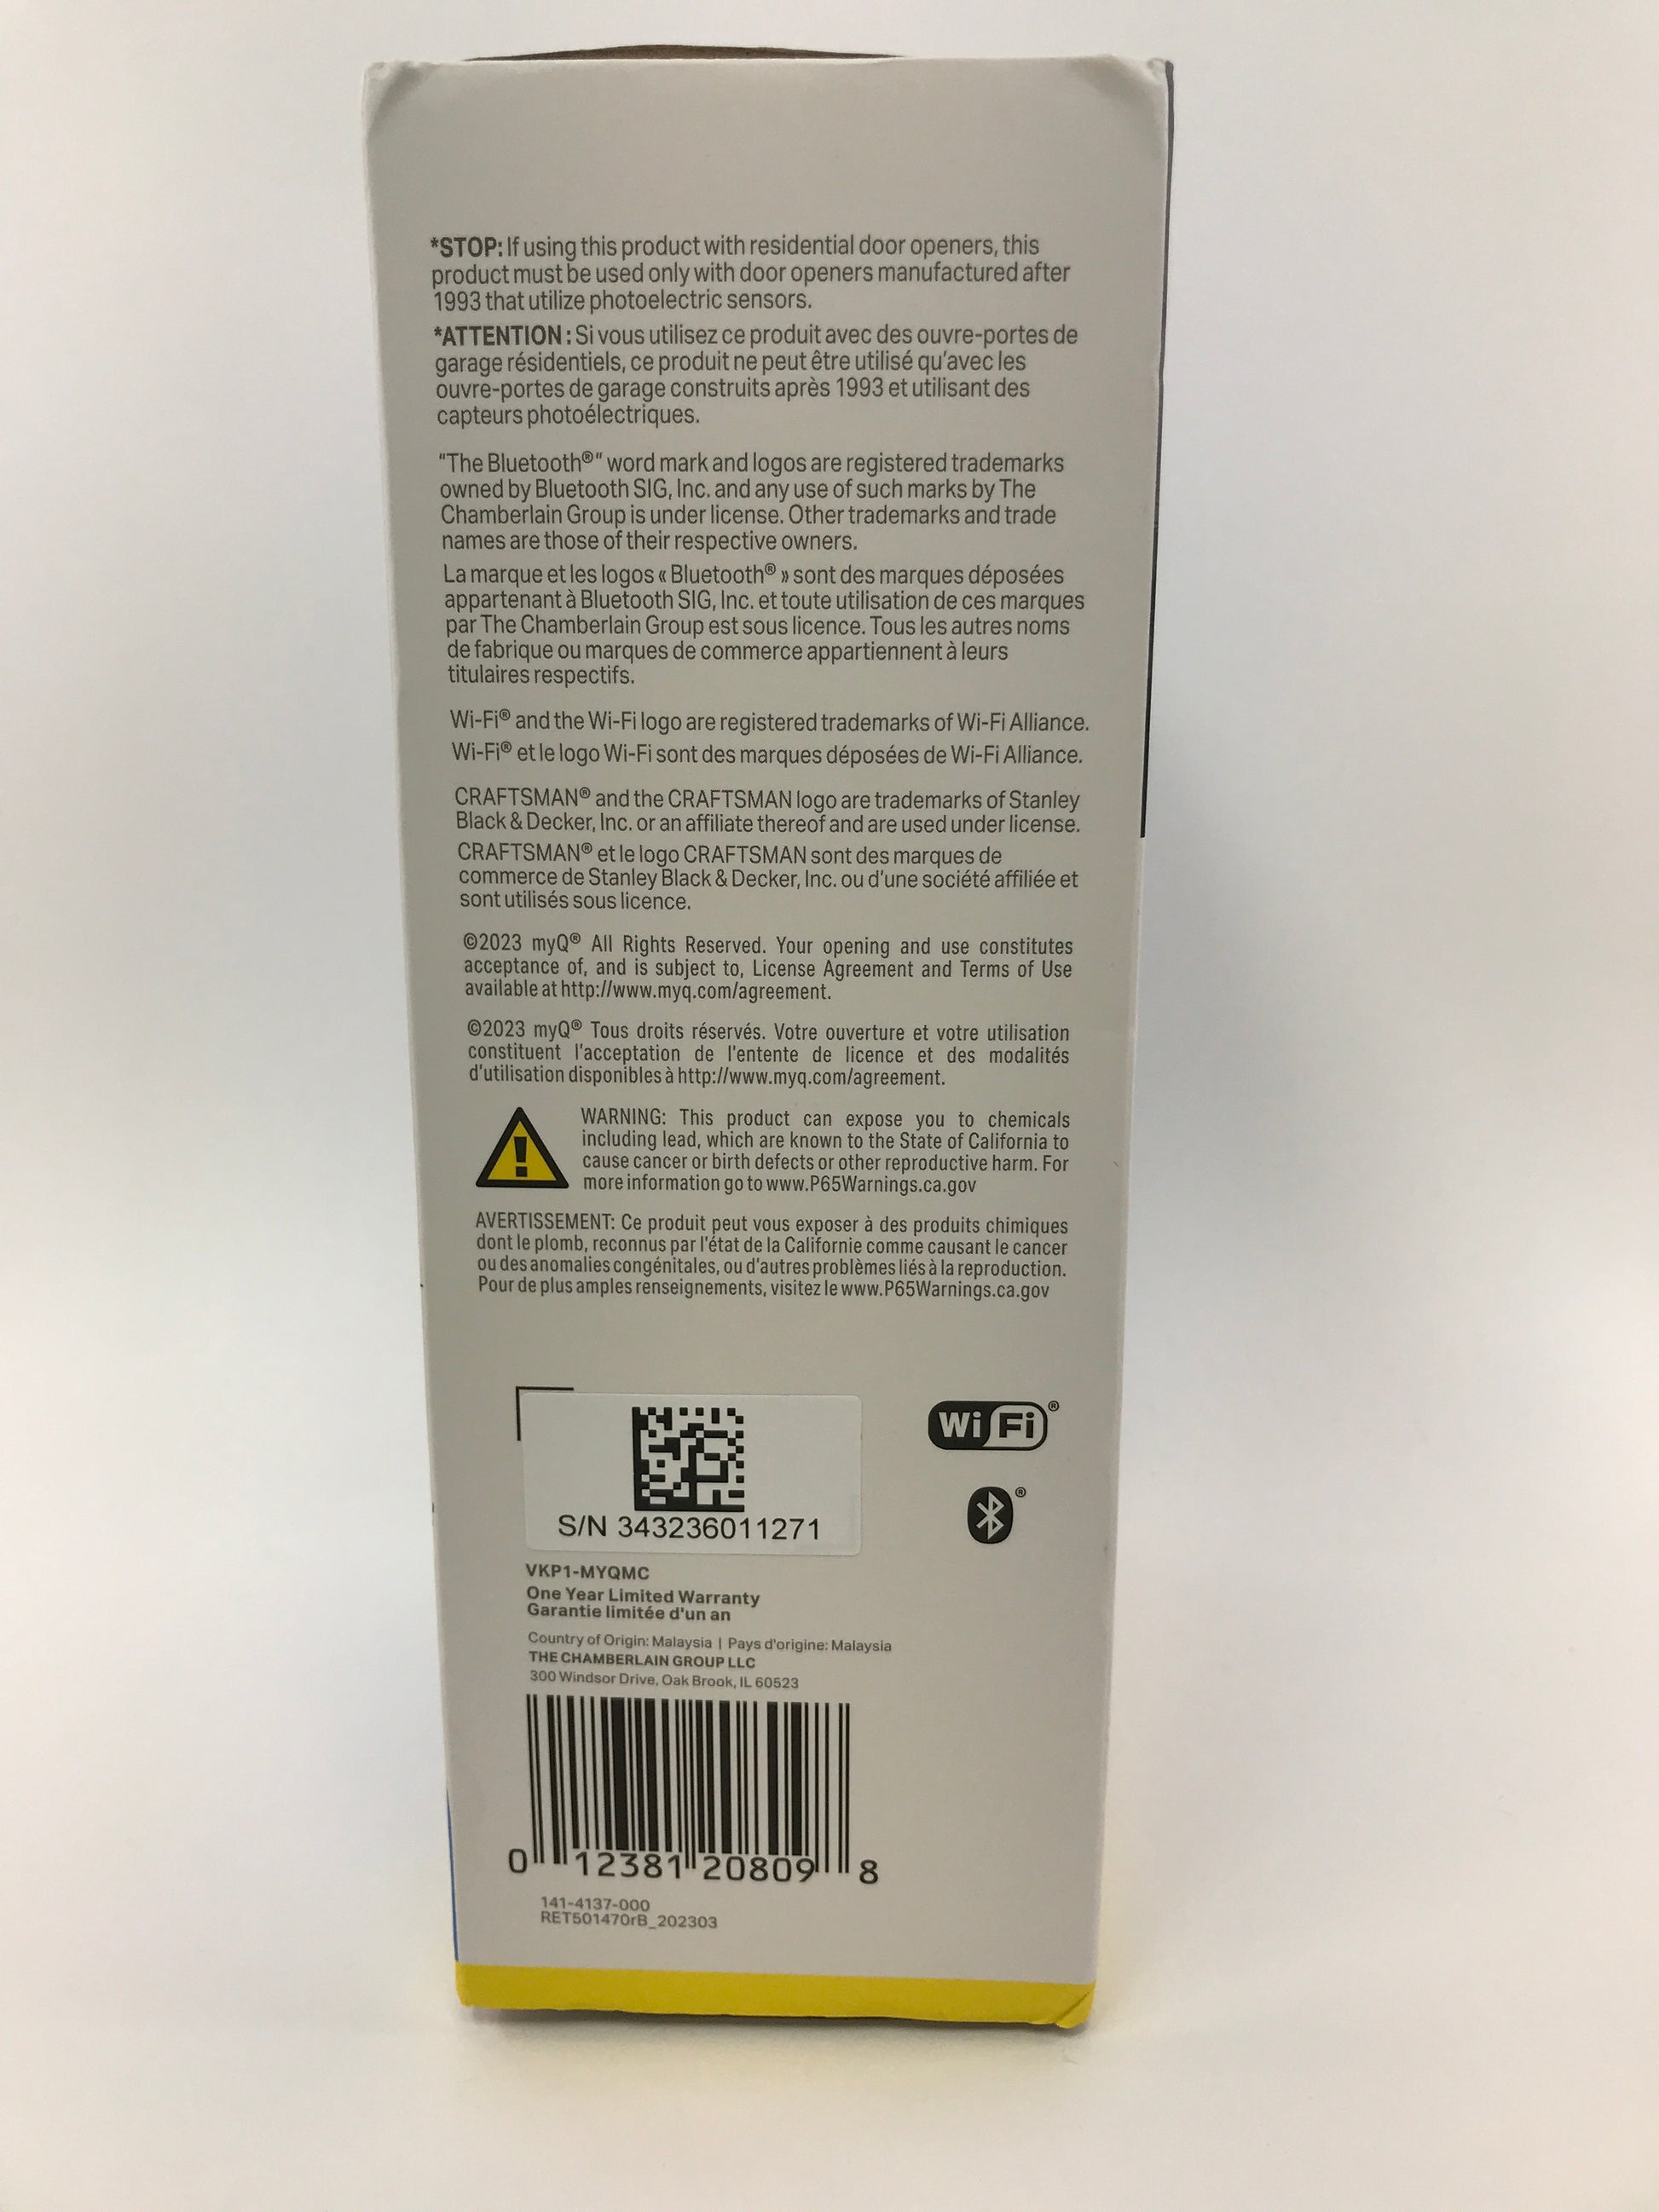 *STOP: If using this product with residential door openers, this
product must be used only with door openers manufactured after
1993 that utilize photoelectric sensors.
*ATTENTION : Si vous utilisez ce produit avec des ouvre-portes de
garage résidentiels, ce produit ne peut être utilisé qu'avec les
ouvre-portes de garage construits après 1993 et utilisant des
capteurs photoélectriques.
"The Bluetooth®" word mark and logos are registered trademarks
owned by Bluetooth SIG, Inc. and any use of such marks by The
Chamberlain Group is under license. Other trademarks and trade
names are those of their respective owners.
La marque et les logos « Bluetooth® » sont des marques déposées
appartenant à Bluetooth SIG, Inc. et toute utilisation de ces marques
par The Chamberlain Group est sous licence. Tous les autres noms
de fabrique ou marques de commerce appartiennent à leurs
titulaires respectifs.
Wi-Fi® and the Wi-Fi logo are registered trademarks of Wi-Fi Alliance.
Wi-Fi® et le logo Wi-Fi sont des marques déposées de Wi-Fi Alliance.
CRAFTSMAN® and the CRAFTSMAN logo are trademarks of Stanley
Black & Decker, Inc. or an affiliate thereof and are used under license.
CRAFTSMAN® et le logo CRAFTSMAN sont des marques de
commerce de Stanley Black & Decker, Inc. ou d'une société affiliée et
sont utilisés sous licence.
©2023 myQ® All Rights Reserved. Your opening and use constitutes
acceptance of, and is subject to, License Agreement and Terms of Use
available at http://www.myq.com/agreement.
©2023 myQ® Tous droits réservés. Votre ouverture et votre utilisation
constituent l'acceptation de l'entente de licence et des modalités
d'utilisation disponibles à http://www.myq.com/agreement.
WARNING: This product can expose you to chemicals
including lead, which are known to the State of California to
cause cancer or birth defects or other reproductive harm. For
more information go to www.P65Warnings.ca.gov
AVERTISSEMENT: Ce produit peut vous exposer à des produits chimiques
dont le plomb, reconnus par l'état de la Californie comme causant le cancer
ou des anomalies congénitales, ou d'autres problèmes liés à la reproduction.
Pour de plus amples renseignements, visitez le www.P65Warnings.ca.gov
Wi Fi®
®
S/N 343236011271
VKP1-MYQMC
One Year Limited Warranty
Garantie limitée d'un an
Country of Origin: Malaysia | Pays d'origine: Malaysia
THE CHAMBERLAIN GROUP LLC
300 Windsor Drive, Oak Brook, IL 60523
0 12381 20809 8
141-4137-000
RET501470rB_202303